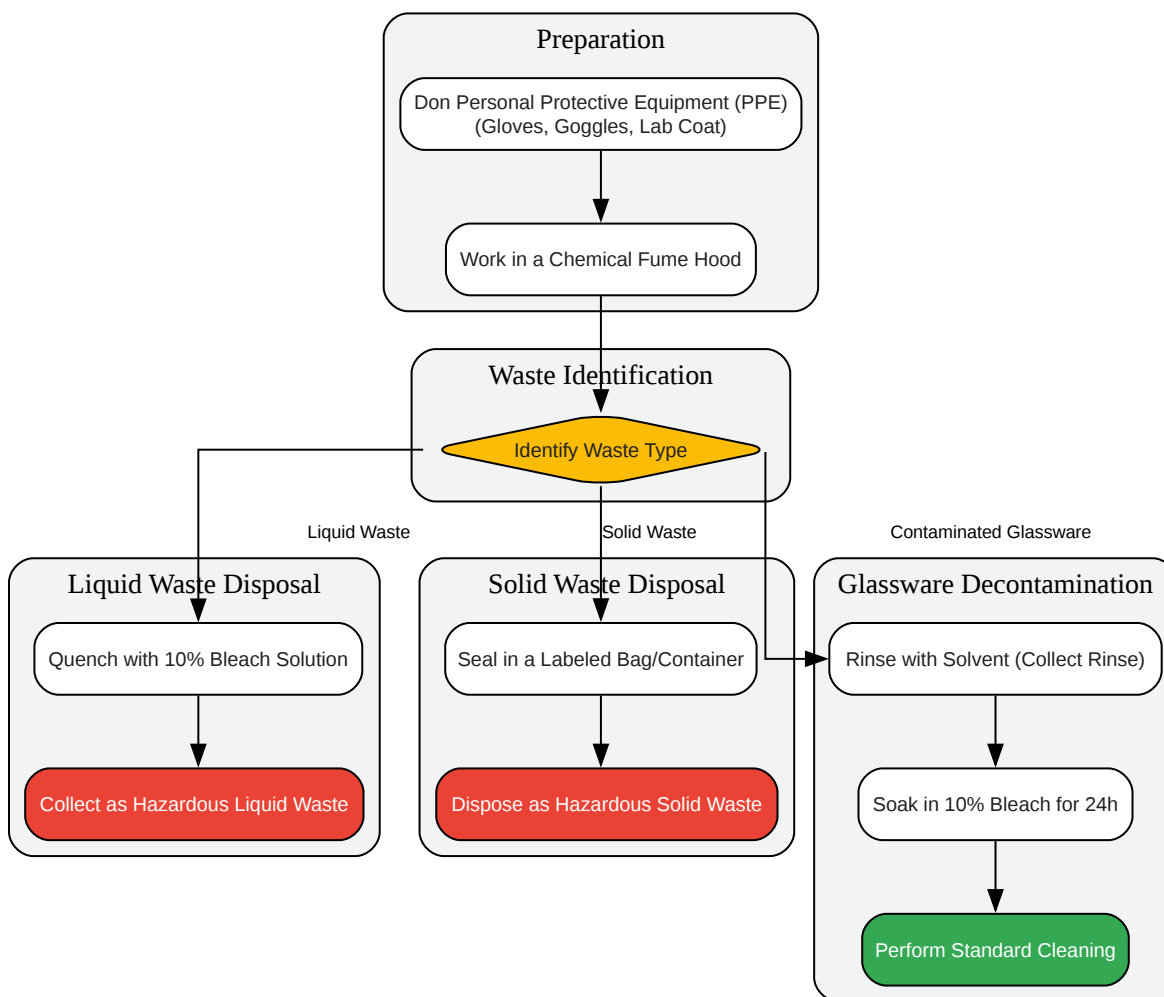 Preparation
Don Personal Protective Equipment (PPE)
(Gloves, Goggles, Lab Coat)
Work in a Chemical Fume Hood
Waste Identification
Identify Waste Type
Liquid Waste
Solid Waste
Contaminated Glassware
Liquid Waste Disposal
Quench with 10% Bleach Solution
Collect as Hazardous Liquid Waste
Solid Waste Disposal
Seal in a Labeled Bag/Container
Dispose as Hazardous Solid Waste
Glassware Decontamination
Rinse with Solvent (Collect Rinse)
Soak in 10% Bleach for 24h
Perform Standard Cleaning